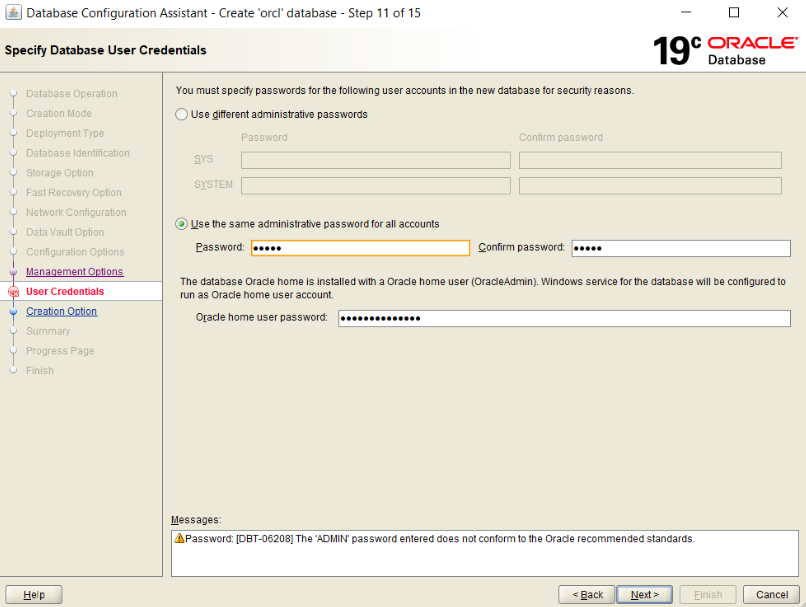 Database Configuration Assistant - Create 'orcl' database - Step 11 of 15
Specify Database User Credentials
19c ORACLE
Database
Database Operation
Creation Mode
Deployment Type
Database Identification
Storage Option
Fast Recovery Option
Network Configuration
Data Vault Option
Configuration Options
Management Options
User Credentials
Creation Option
Summary
Progress Page
Finish
You must specify passwords for the following user accounts in the new database for security reasons.
Use different administrative passwords
Password Confirm password
SYS
SYSTEM
Use the same administrative password for all accounts
Password: ●●●●● Confirm password: ●●●●●
The database Oracle home is installed with a Oracle home user (OracleAdmin). Windows service for the database will be configured to
run as Oracle home user account.
Oracle home user password: ●●●●●●●●●●●●●●
Messages:
Password: [DBT-06208] The 'ADMIN' password entered does not conform to the Oracle recommended standards.
Help < Back Next > Finish Cancel